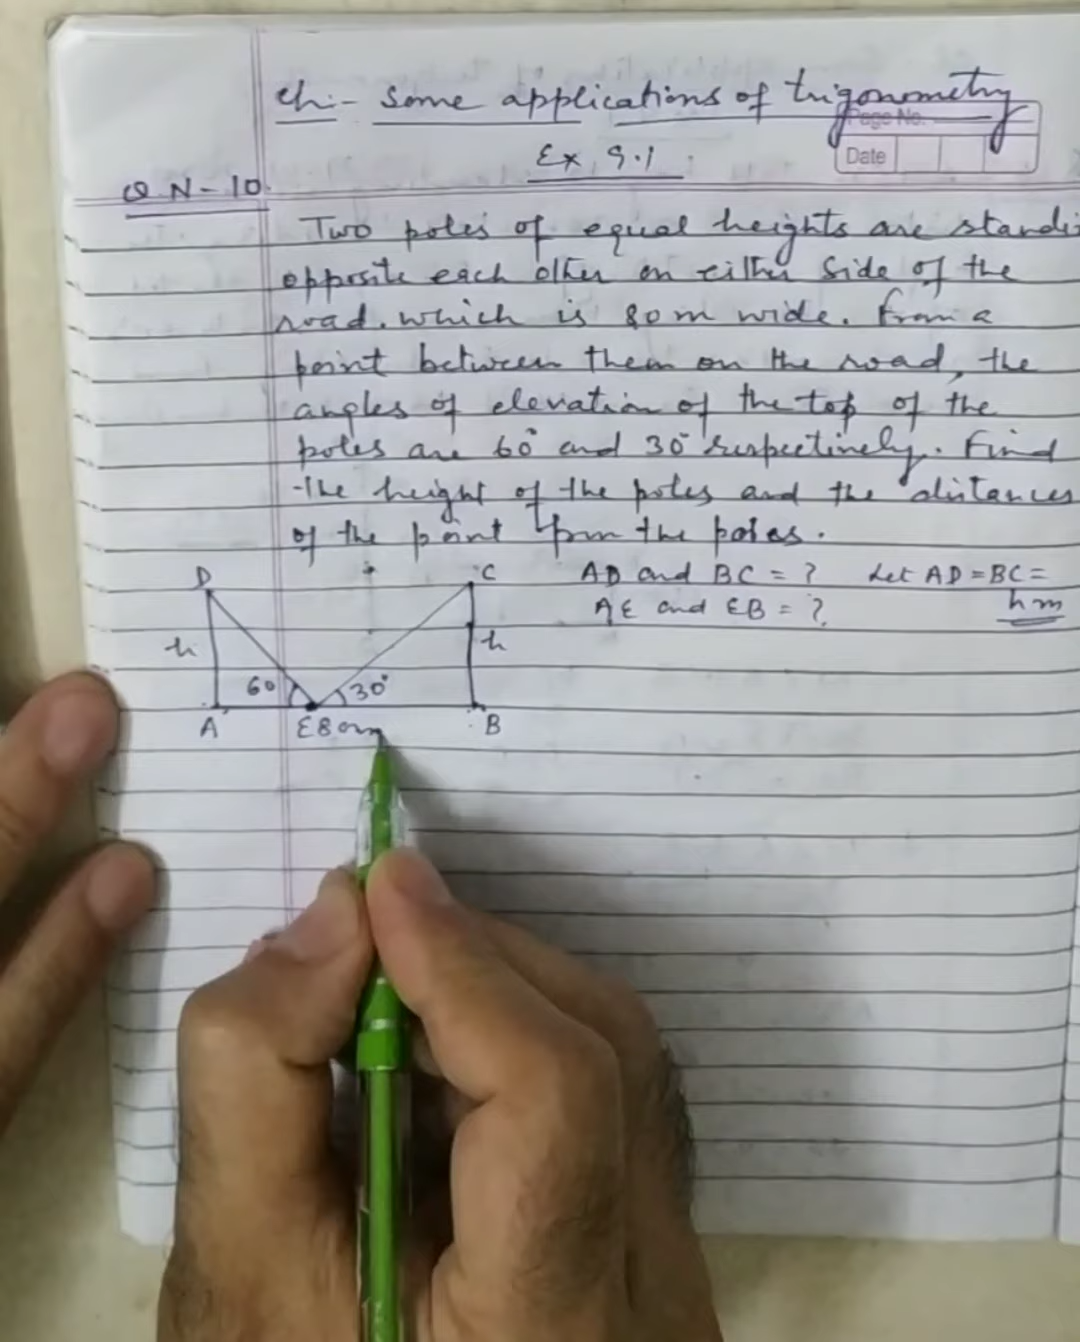 Ch:- Some applications of trigonometry
Page No.
Ex 9.1
Date
Q N - 10.
Two poles of equal heights are standi
opposite each other on either side of the
road. which is 80m wide. From a
point between them on the road, the
angles of elevation of the top of the
poles are 60° and 30° respectively. Find
the height of the poles and the distances
of the point from the poles.
D C AD and BC = ? Let AD = BC =
AE and EB = ? h m
h h
60 30°
A E 80m B